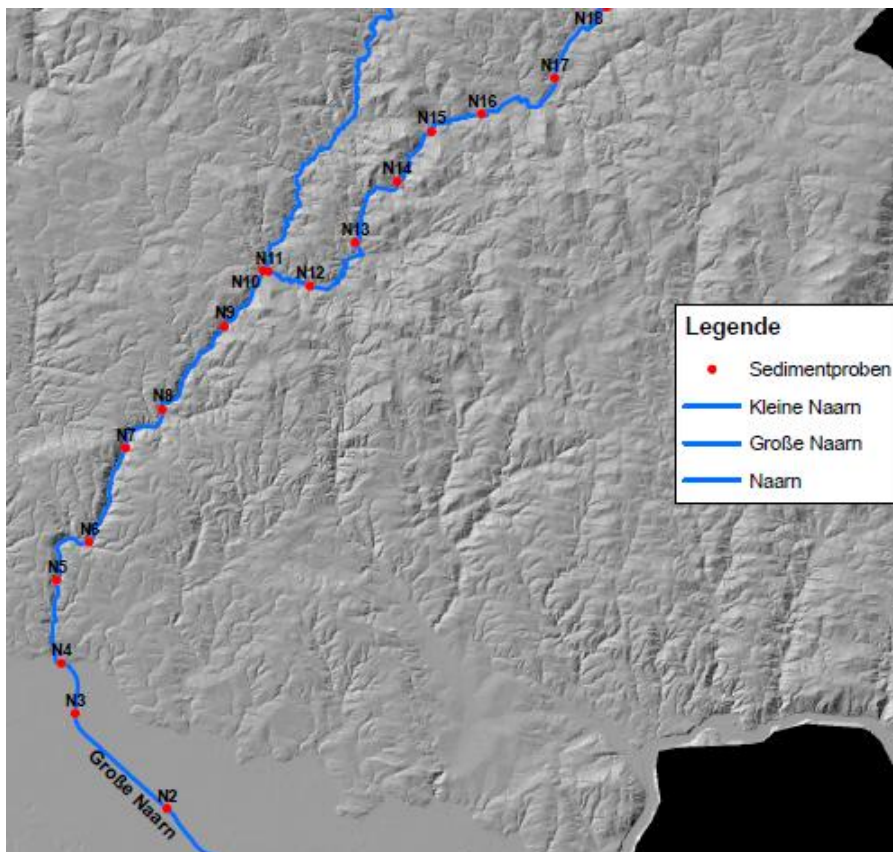 N18
N17
N16
N15
N14
N13
N11
N10
N12
N9
N8
N7
N6
N5
N4
N3
N2
Große Naarn
Legende
Sedimentproben
Kleine Naarn
Große Naarn
Naarn